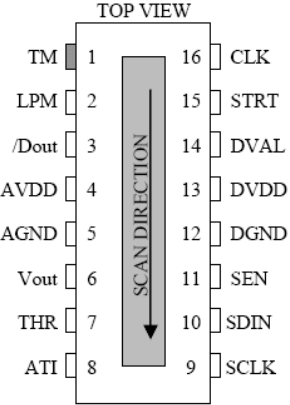 TOP VIEW
TM 1 16 CLK
LPM 2 15 STRT
/Dout 3 14 DVAL
AVDD 4 13 DVDD
AGND 5 12 DGND
Vout 6 11 SEN
THR 7 10 SDIN
ATI 8 9 SCLK
SCAN DIRECTION